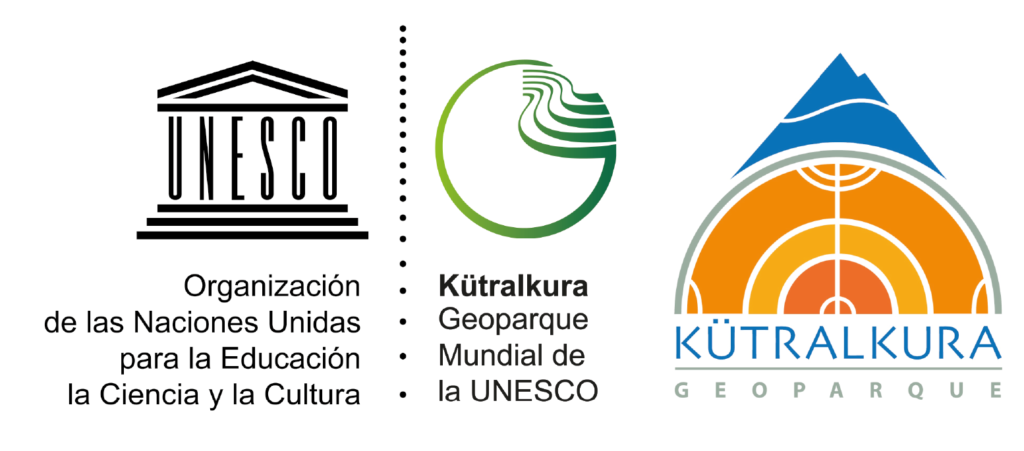 UNESCO
Organización
de las Naciones Unidas
para la Educación
la Ciencia y la Cultura
Kütralkura
Geoparque
Mundial de
la UNESCO
KÜTRALKURA
GEOPARQUE